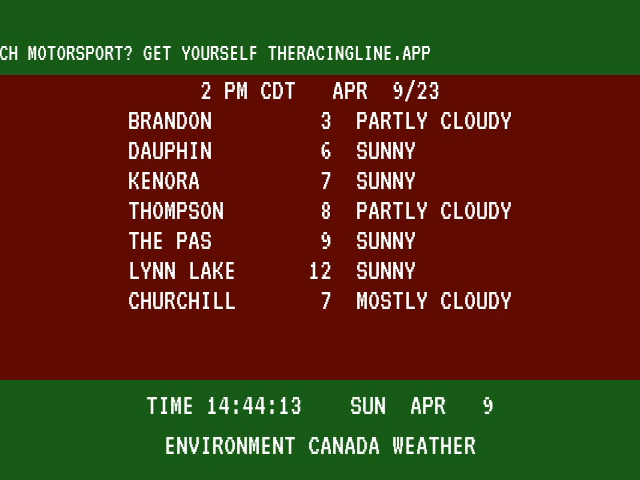 CH MOTORSPORT? GET YOURSELF THERACINGLINE.APP
2 PM CDT APR 9/23
BRANDON 3 PARTLY CLOUDY
DAUPHIN 6 SUNNY
KENORA 7 SUNNY
THOMPSON 8 PARTLY CLOUDY
THE PAS 9 SUNNY
LYNN LAKE 12 SUNNY
CHURCHILL 7 MOSTLY CLOUDY
TIME 14:44:13 SUN APR 9
ENVIRONMENT CANADA WEATHER